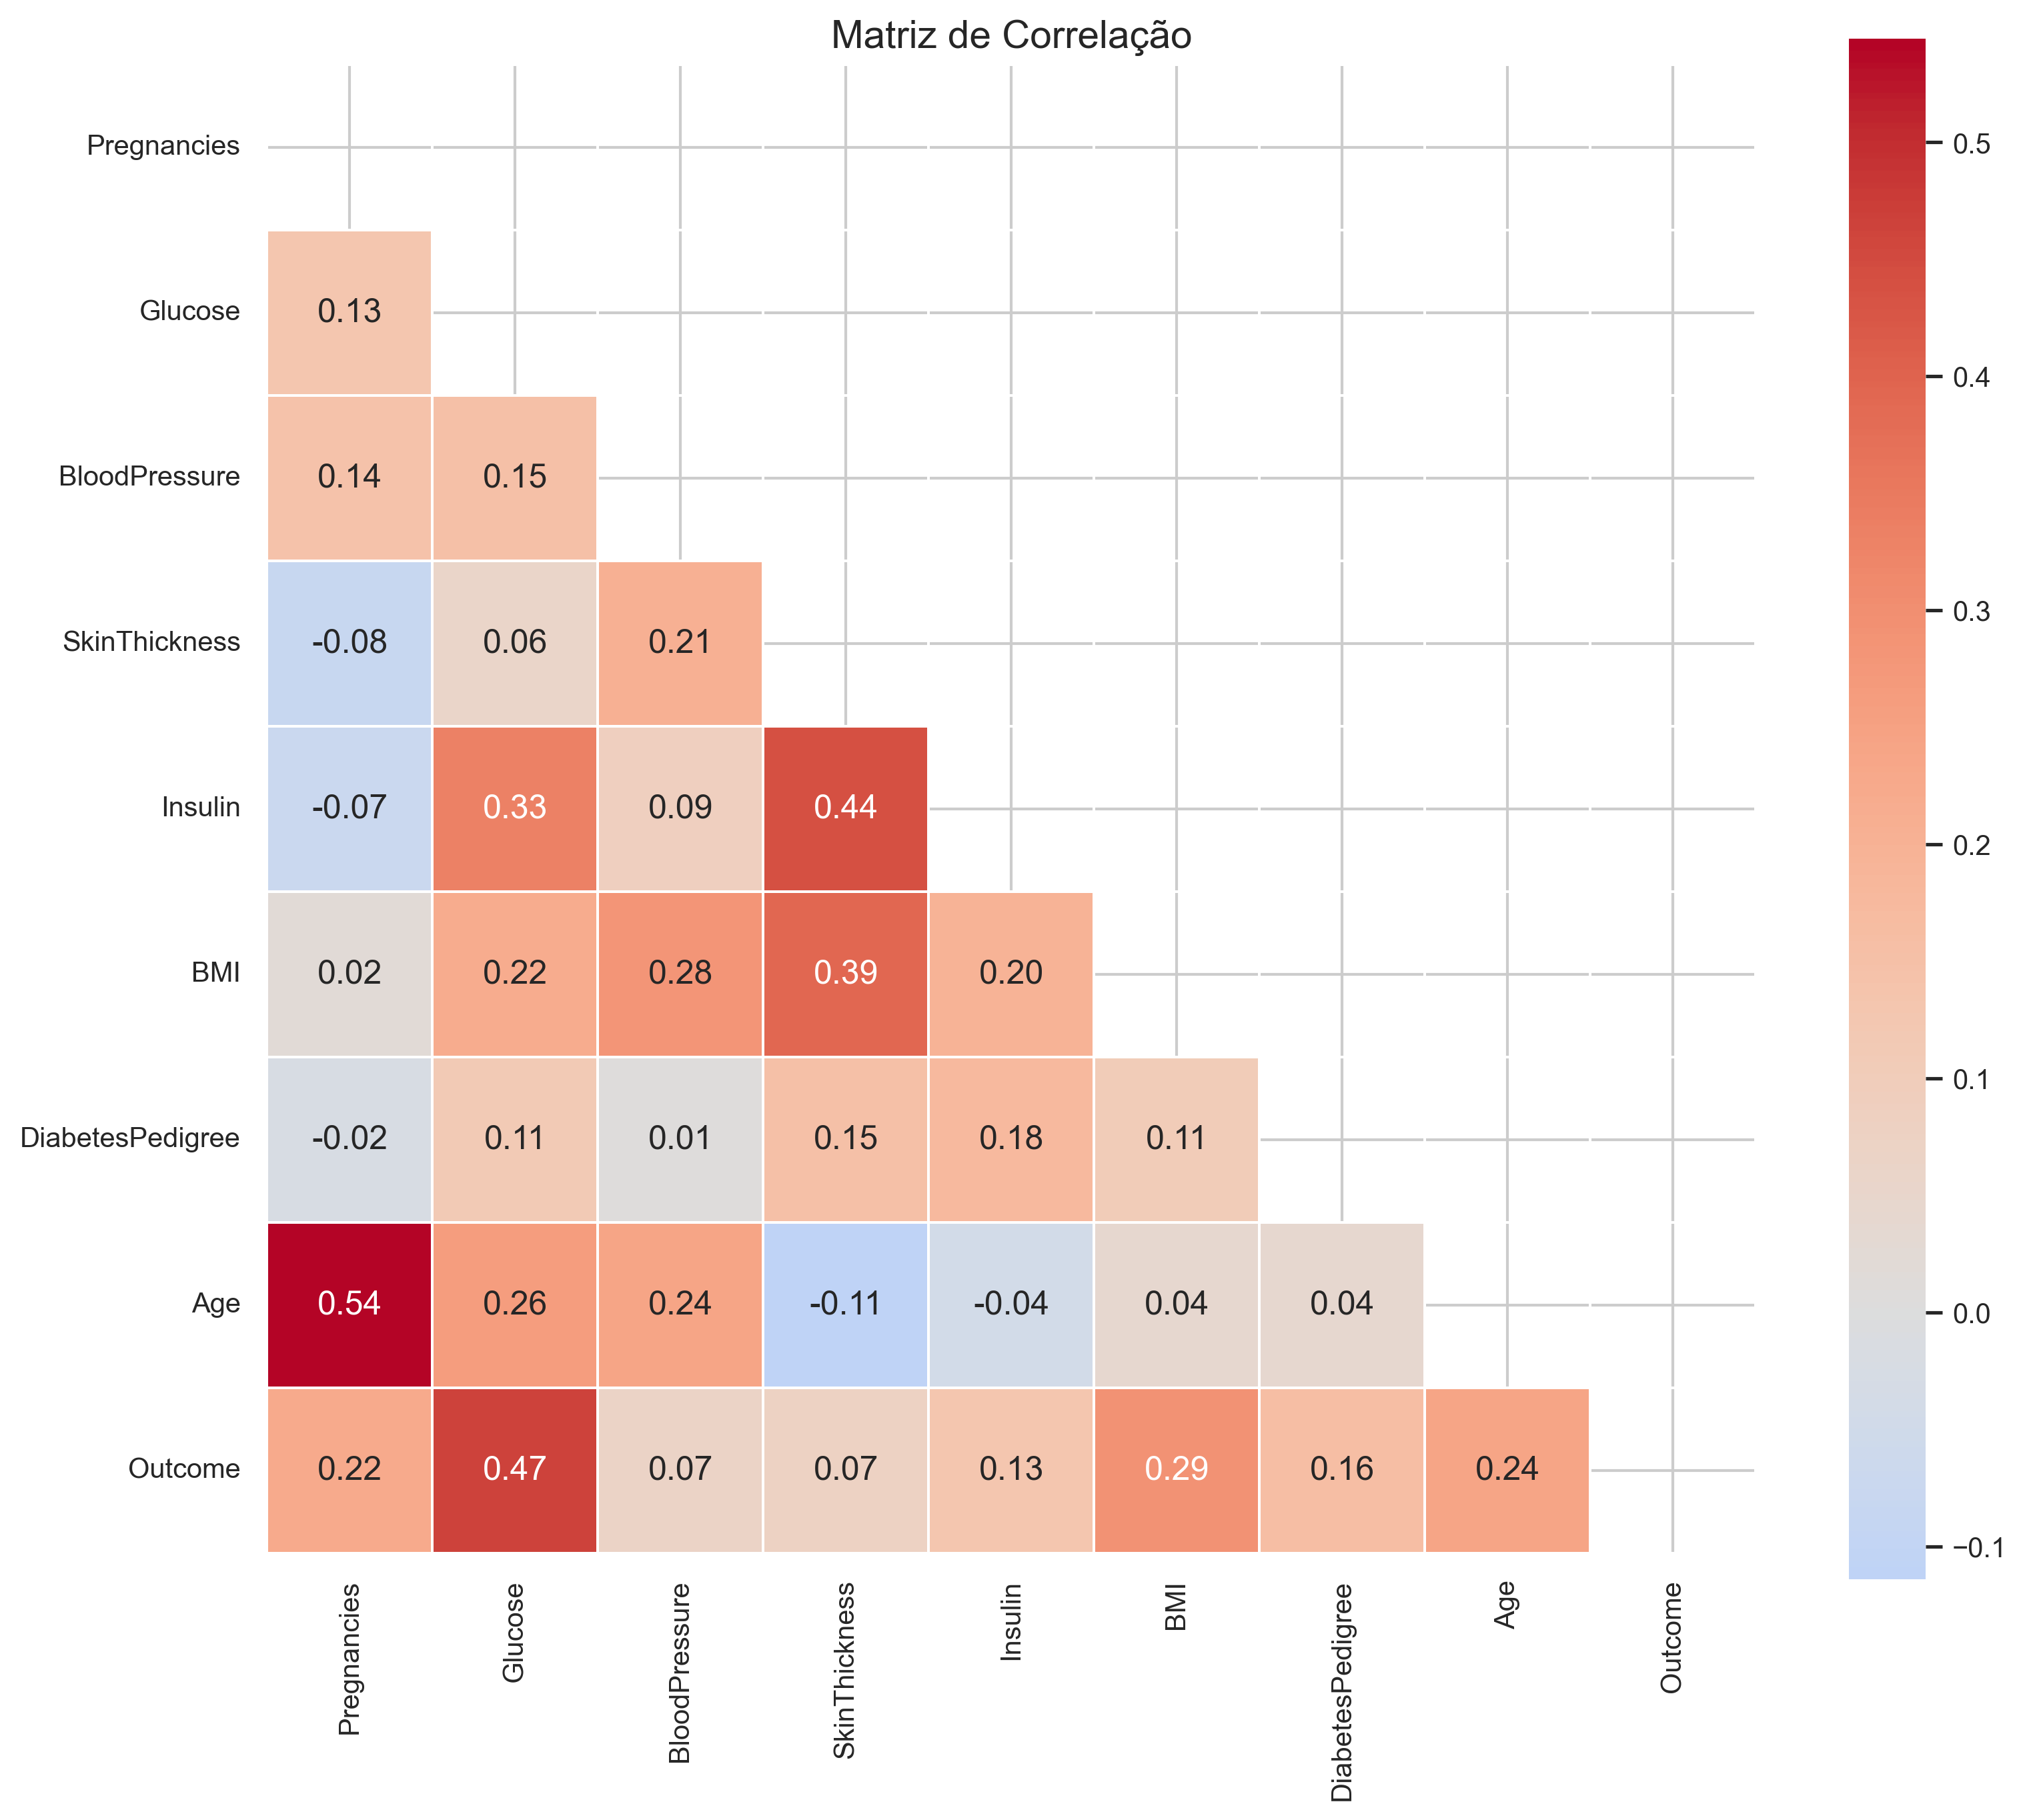 Matriz de Correlação
Pregnancies
Glucose 0.13
BloodPressure 0.14 0.15
SkinThickness -0.08 0.06 0.21
Insulin -0.07 0.33 0.09 0.44
BMI 0.02 0.22 0.28 0.39 0.20
DiabetesPedigree -0.02 0.11 0.01 0.15 0.18 0.11
Age 0.54 0.26 0.24 -0.11 -0.04 0.04 0.04
Outcome 0.22 0.47 0.07 0.07 0.13 0.29 0.16 0.24
Pregnancies
Glucose
BloodPressure
SkinThickness
Insulin
BMI
DiabetesPedigree
Age
Outcome
0.5
0.4
0.3
0.2
0.1
0.0
−0.1